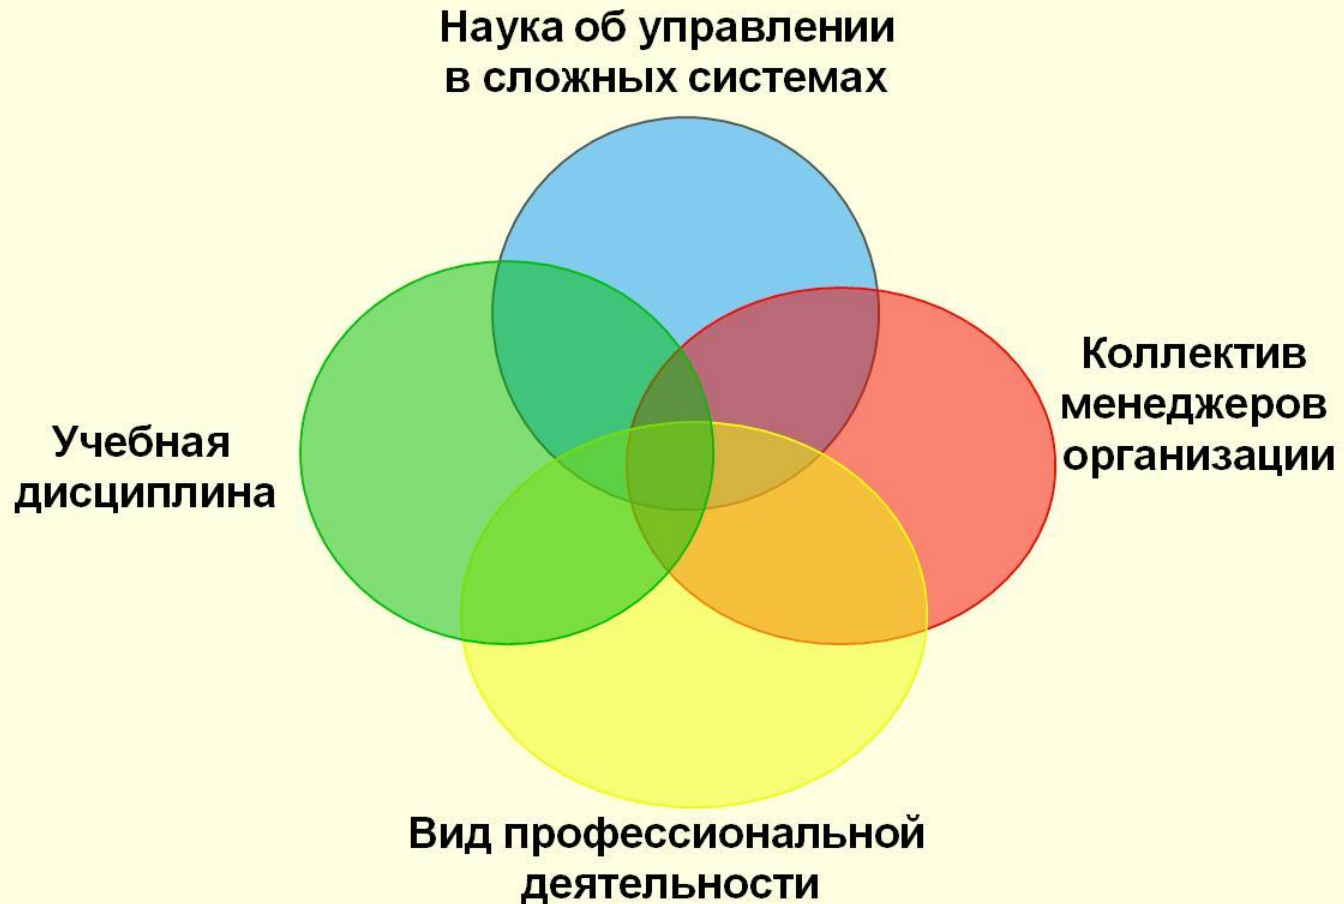 Наука об управлении
в сложных системах
Коллектив
менеджеров
организации
Учебная
дисциплина
Вид профессиональной
деятельности